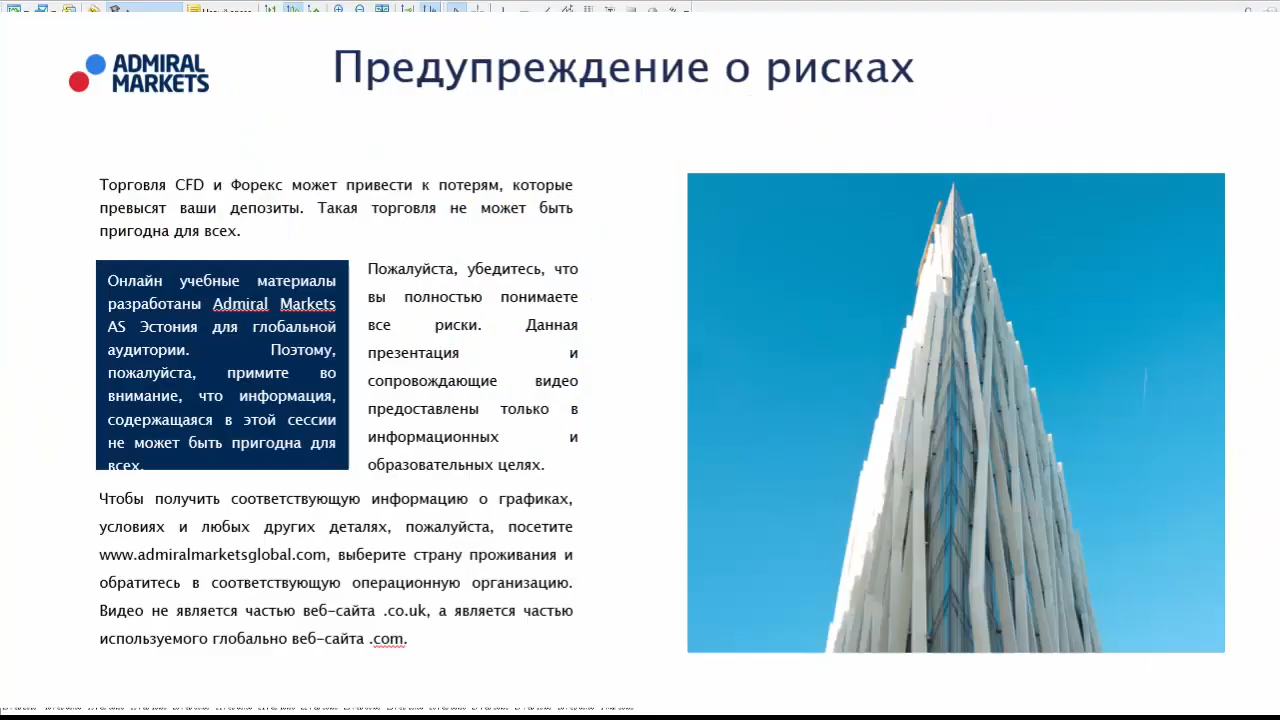 ADMIRAL
MARKETS
Предупреждение о рисках
Торговля CFD и Форекс может привести к потерям, которые
превысят ваши депозиты. Такая торговля не может быть
пригодна для всех.
Онлайн учебные материалы
разработаны Admiral Markets
AS Эстония для глобальной
аудитории. Поэтому,
пожалуйста, примите во
внимание, что информация,
содержащаяся в этой сессии
не может быть пригодна для
всех.
Пожалуйста, убедитесь, что
вы полностью понимаете
все риски. Данная
презентация и
сопровождающие видео
предоставлены только в
информационных и
образовательных целях.
Чтобы получить соответствующую информацию о графиках,
условиях и любых других деталях, пожалуйста, посетите
www.admiralmarketsglobal.com, выберите страну проживания и
обратитесь в соответствующую операционную организацию.
Видео не является частью веб-сайта .co.uk, а является частью
используемого глобально веб-сайта .com.